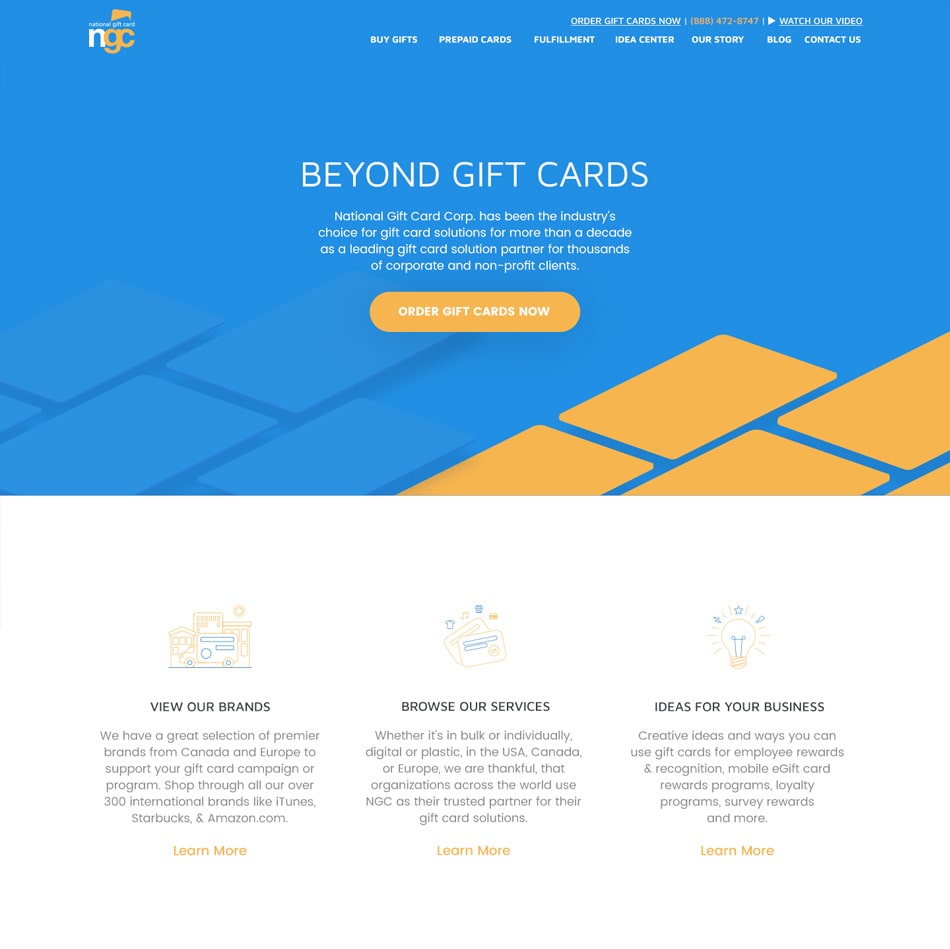 national gift card
ngc
ORDER GIFT CARDS NOW | (888) 472-8747 | ▶ WATCH OUR VIDEO
BUY GIFTS PREPAID CARDS FULFILLMENT IDEA CENTER OUR STORY BLOG CONTACT US
BEYOND GIFT CARDS
National Gift Card Corp. has been the industry's
choice for gift card solutions for more than a decade
as a leading gift card solution partner for thousands
of corporate and non-profit clients.
ORDER GIFT CARDS NOW
VIEW OUR BRANDS
We have a great selection of premier
brands from Canada and Europe to
support your gift card campaign or
program. Shop through all our over
300 international brands like iTunes,
Starbucks, & Amazon.com.
Learn More
BROWSE OUR SERVICES
Whether it's in bulk or individually,
digital or plastic, in the USA, Canada,
or Europe, we are thankful, that
organizations across the world use
NGC as their trusted partner for their
gift card solutions.
Learn More
IDEAS FOR YOUR BUSINESS
Creative ideas and ways you can
use gift cards for employee rewards
& recognition, mobile eGift card
rewards programs, loyalty
programs, survey rewards
and more.
Learn More